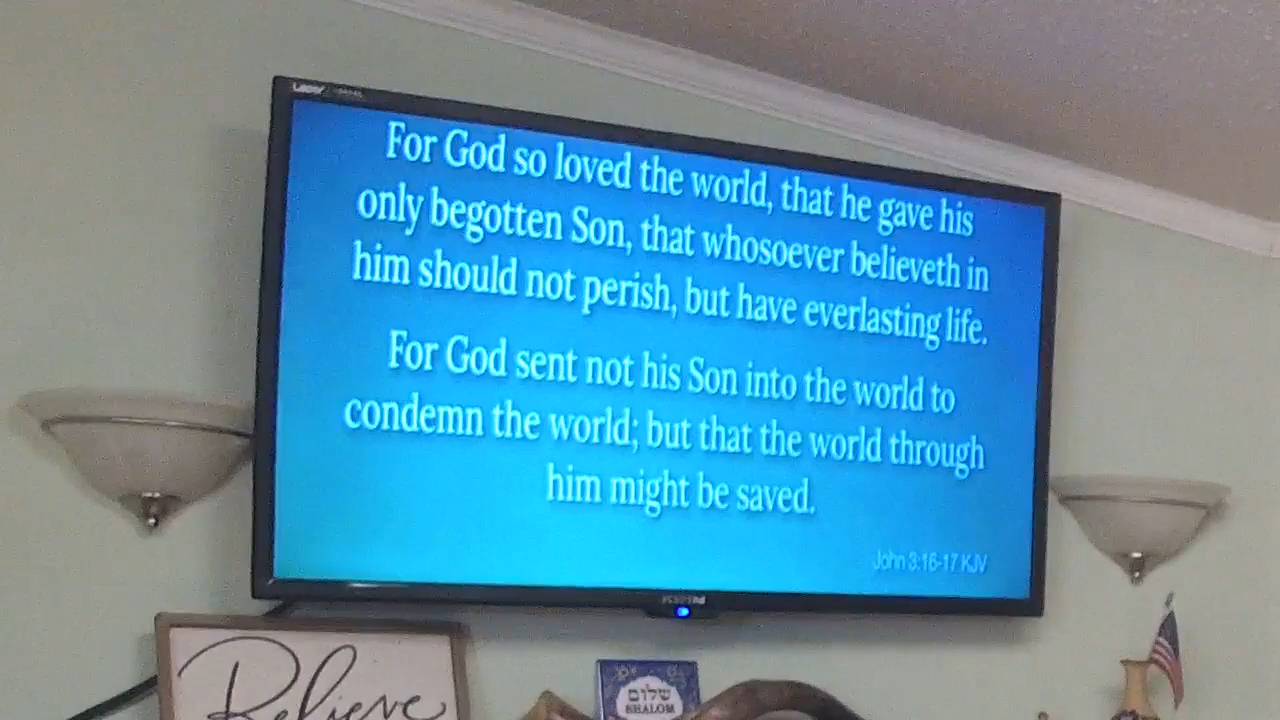 For God so loved the world, that he gave his
only begotten Son, that whosoever believeth in
him should not perish, but have everlasting life.
For God sent not his Son into the world to
condemn the world; but that the world through
him might be saved.
John 3:16-17 KJV
Believe
שלום
SHALOM